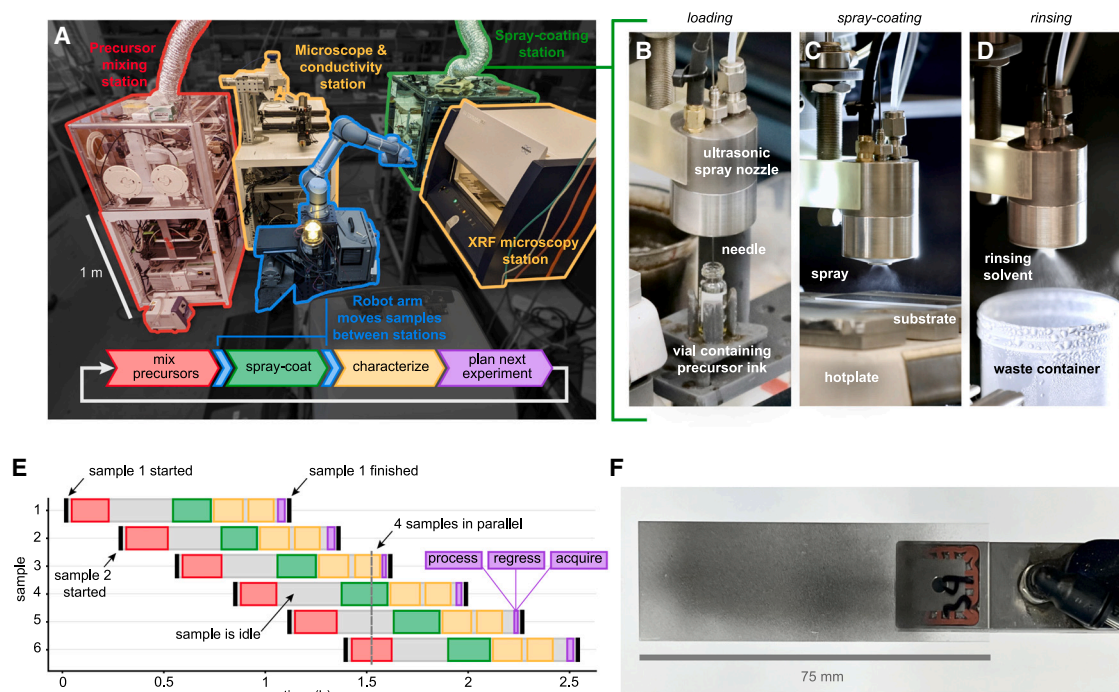 A
Precursor
mixing
station
Microscope &
conductivity
station
Spray-coating
station
XRF microscopy
station
1 m
Robot arm
moves samples
between stations
mix
precursors
spray-coat
characterize
plan next
experiment
loading
B
ultrasonic
spray nozzle
needle
vial containing
precursor ink
spray-coating
C
spray
substrate
hotplate
rinsing
D
rinsing
solvent
waste container
E
sample 1 started
sample 1 finished
4 samples in parallel
sample 2
started
sample is idle
process
regress
acquire
sample
1
2
3
4
5
6
0
0.5
1
1.5
2
2.5
F
75 mm